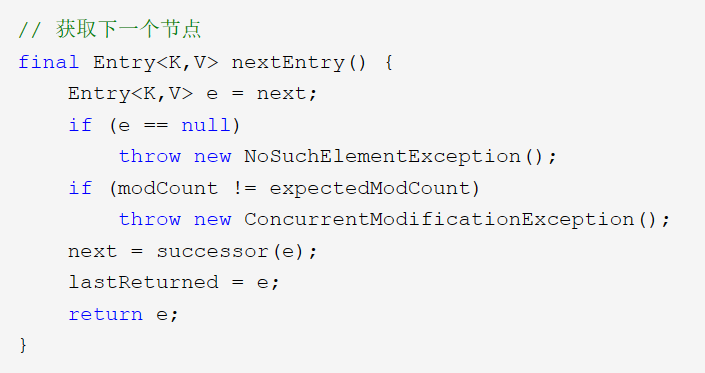 // 获取下一个节点
final Entry<K,V> nextEntry() {
    Entry<K,V> e = next;
    if (e == null)
        throw new NoSuchElementException();
    if (modCount != expectedModCount)
        throw new ConcurrentModificationException();
    next = successor(e);
    lastReturned = e;
    return e;
}